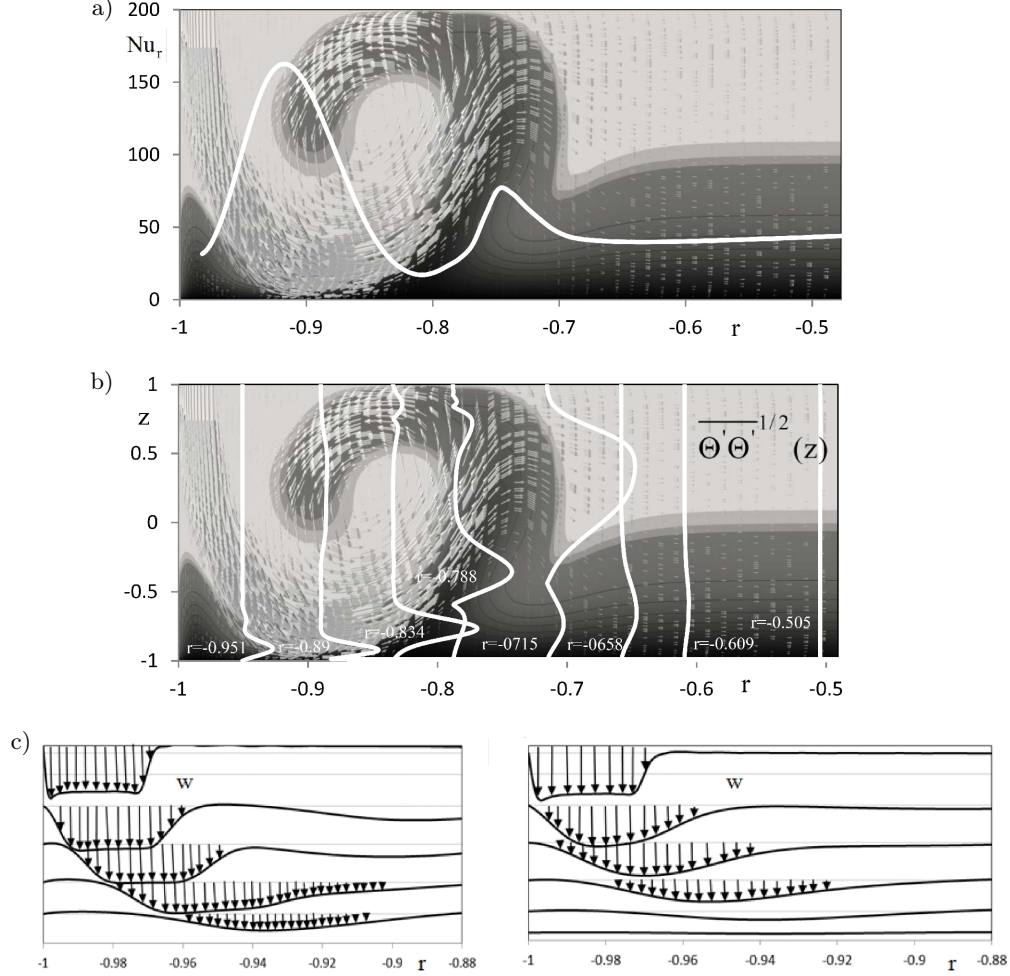 a)
200
Nu_r
150
100
50
0
-1 -0.9 -0.8 -0.7 -0.6 r -0.5
b)
1
z
0.5
0
-0.5
-1
Θ'Θ' 1/2 (z)
r=-0.788
r=-0.951 r=-0.89 r=-0.834 r=-0715 r=-0658 r=-0.609 r=-0.505
-1 -0.9 -0.8 -0.7 -0.6 r -0.5
c)
w
w
-1 -0.98 -0.96 -0.94 -0.92 -0.9 r -0.88
-1 -0.98 -0.96 -0.94 -0.92 -0.9 r -0.88